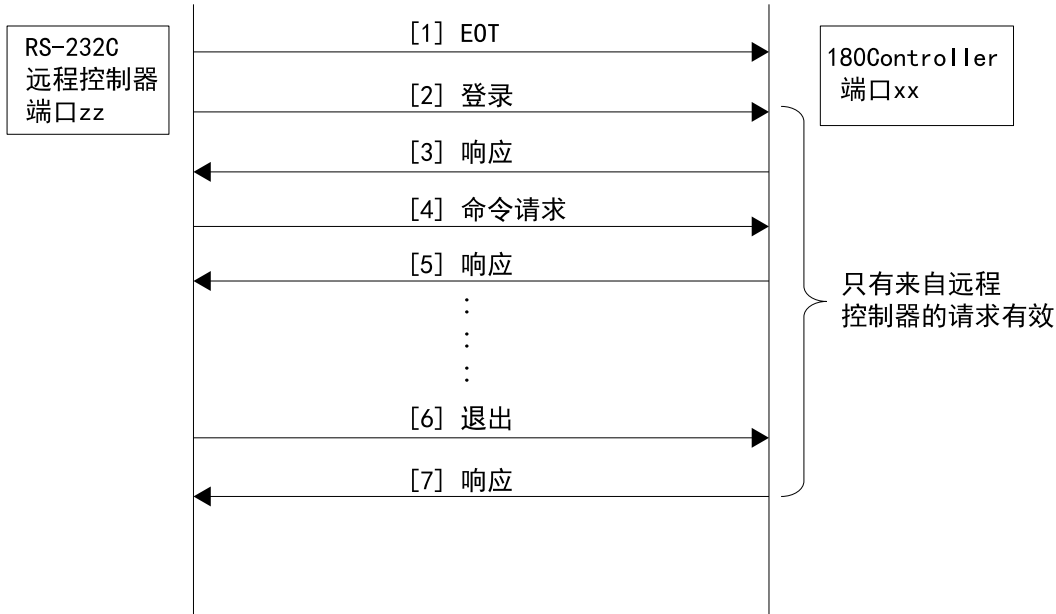 RS-232C
远程控制器
端口zz
180Controller
端口xx
[1] EOT
[2] 登录
[3] 响应
[4] 命令请求
[5] 响应
只有来自远程
控制器的请求有效
[6] 退出
[7] 响应